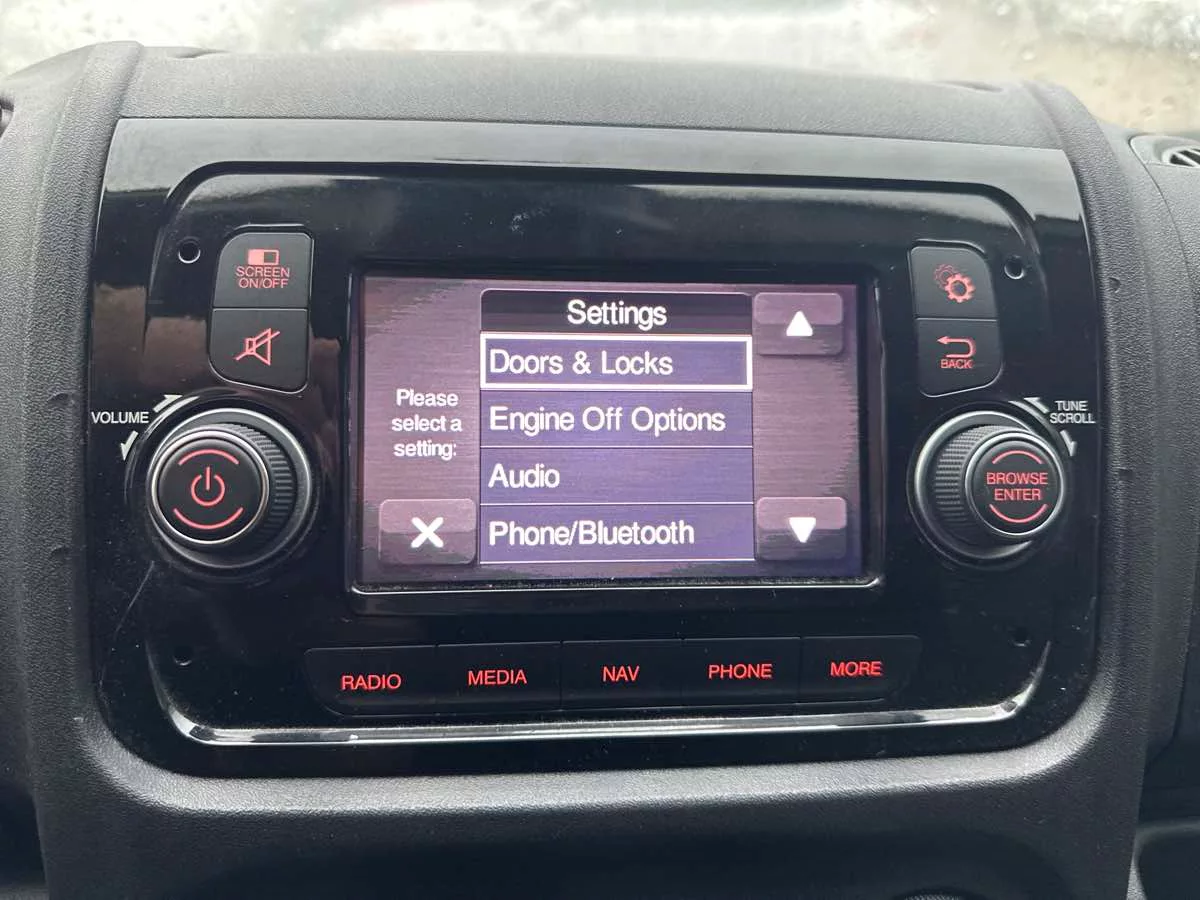 SCREEN
ON/OFF
VOLUME
Settings
Doors & Locks
Engine Off Options
Audio
Phone/Bluetooth
Please
select a
setting:
BACK
TUNE
SCROLL
BROWSE
ENTER
RADIO
MEDIA
NAV
PHONE
MORE